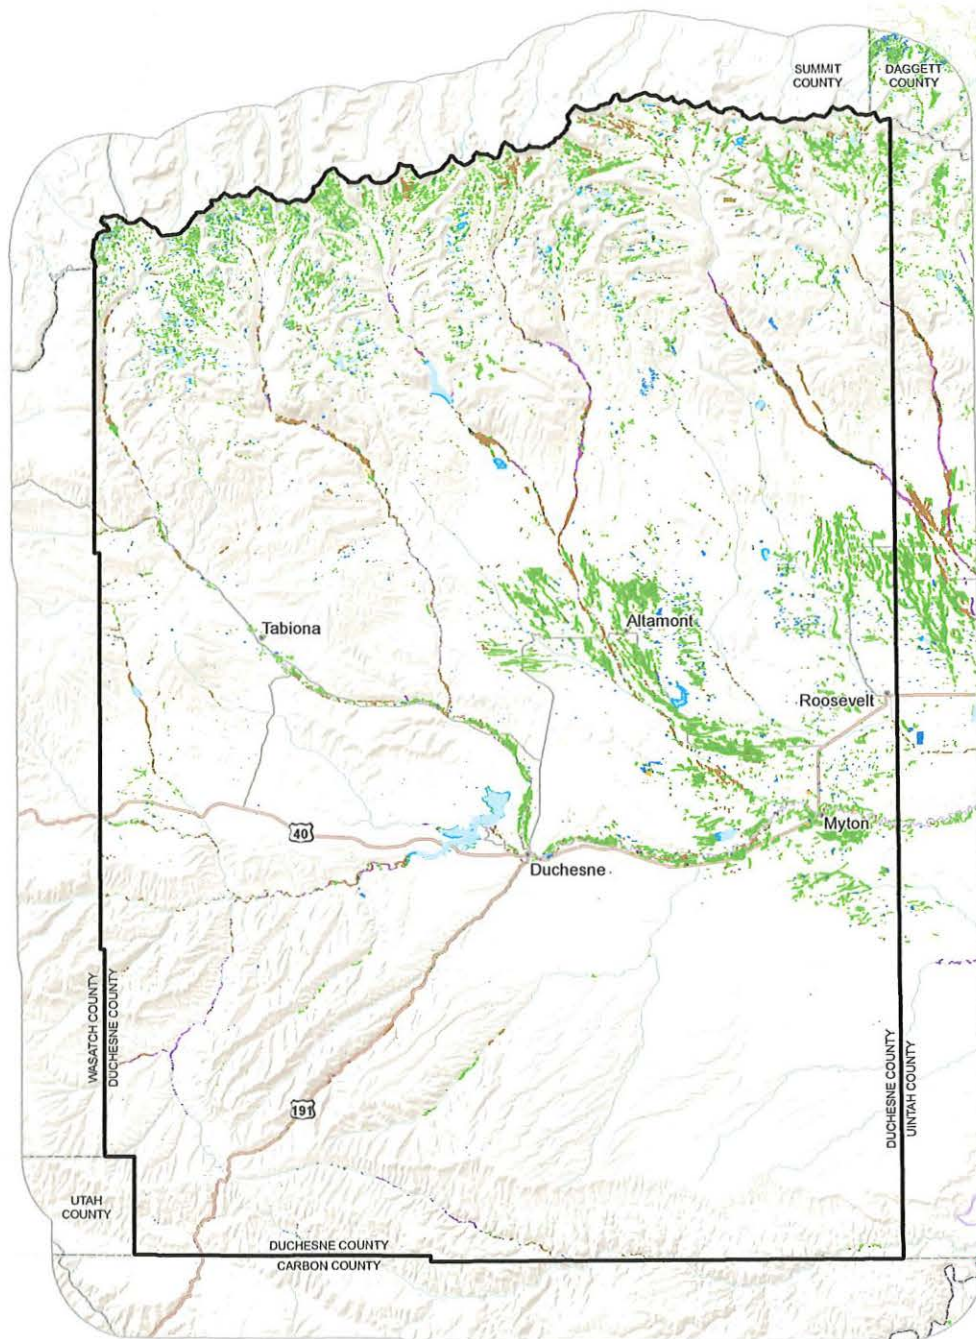 SUMMIT
COUNTY
DAGGETT
COUNTY
Tabiona
Altamont
Roosevelt
40
Myton
Duchesne
WASATCH COUNTY
DUCHESNE COUNTY
DUCHESNE COUNTY
UINTAH COUNTY
191
UTAH
COUNTY
DUCHESNE COUNTY
CARBON COUNTY